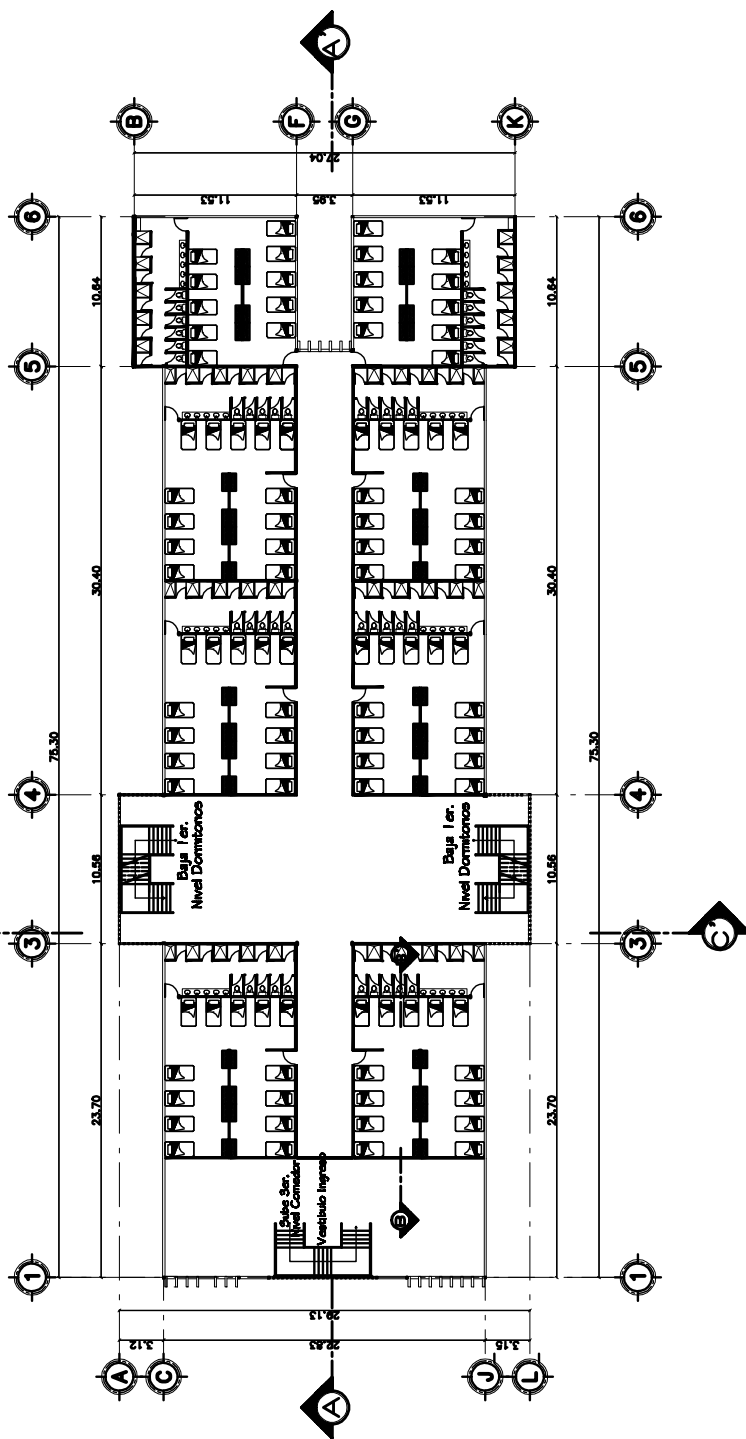 A'
B
F
G
K
27.04
11.53
3.95
11.53
6
6
10.64
10.64
5
5
30.40
30.40
75.30
75.30
4
4
Baja 1er.
Nivel Dormitorios
Baja 1er.
Nivel Dormitorios
10.56
10.56
3
3
C'
B'
23.70
23.70
Sube 3er.
Nivel Comedor
Vestibulo Ingreso
B
1
1
29.13
3.12
22.83
3.15
A
C
J
L
A